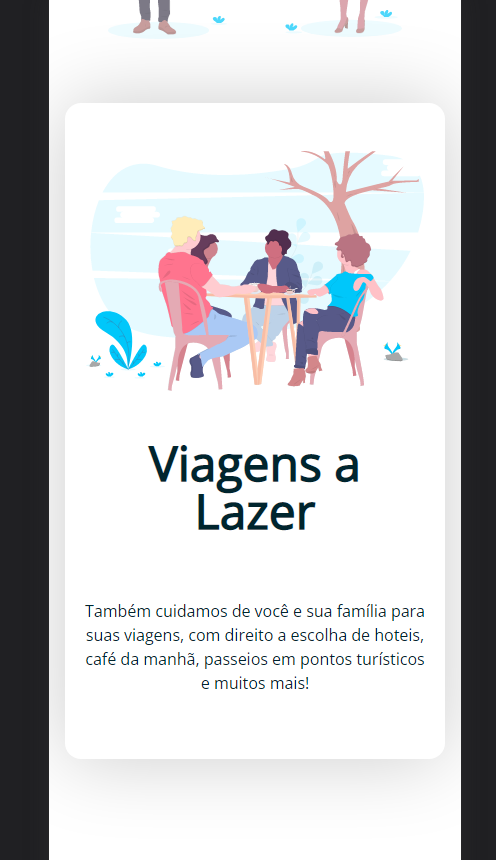 Viagens a
Lazer
Também cuidamos de você e sua família para
suas viagens, com direito a escolha de hoteis,
café da manhã, passeios em pontos turísticos
e muitos mais!